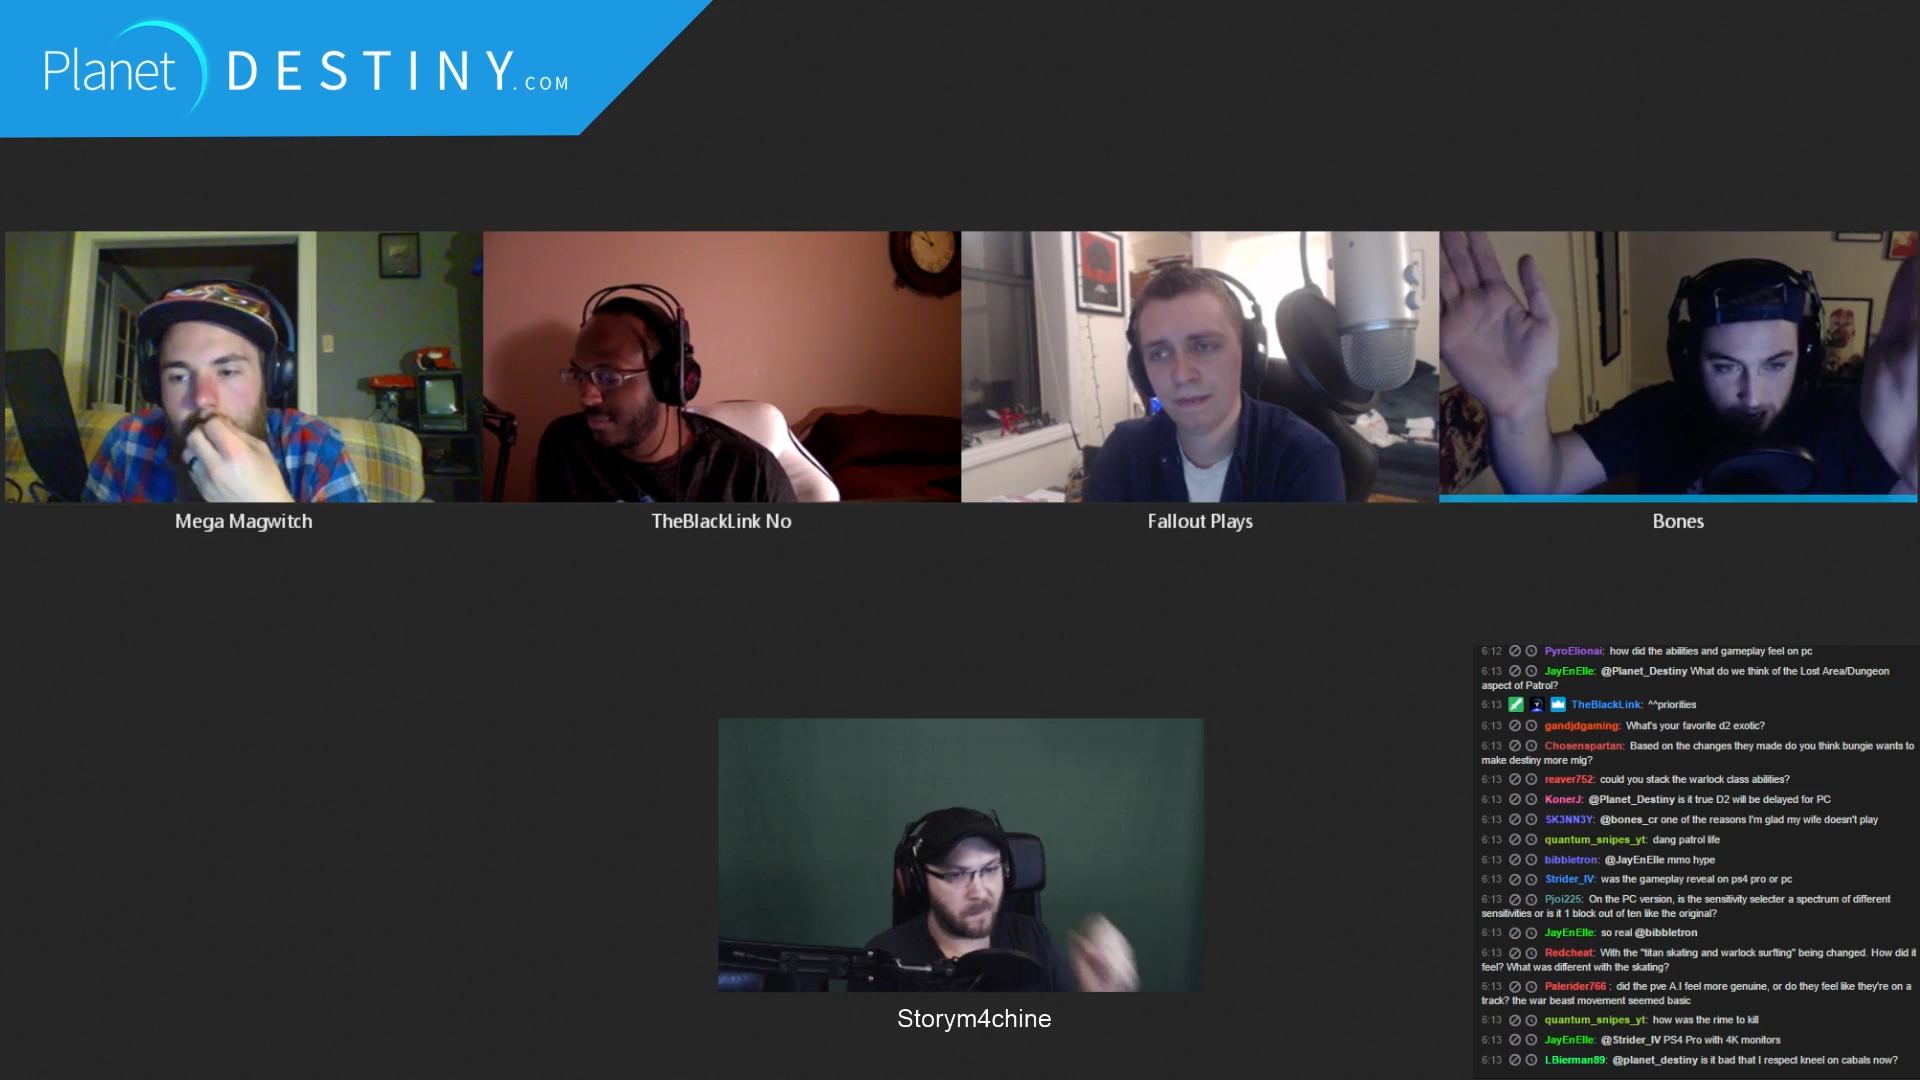 Planet DESTINY.COM
Mega Magwitch
TheBlackLink No
Fallout Plays
Bones
Storym4chine
6:12 PyroElionai: how did the abilities and gameplay feel on pc
6:13 JayEnElle: @Planet_Destiny What do we think of the Lost Area/Dungeon
aspect of Patrol?
6:13 TheBlackLink: ^^priorities
6:13 gandjdgaming: What's your favorite d2 exotic?
6:13 Chosenspartan: Based on the changes they made do you think bungie wants to
make destiny more mlg?
6:13 reaver752: could you stack the warlock class abilities?
6:13 KonerJ: @Planet_Destiny is it true D2 will be delayed for PC
6:13 SK3NN3Y: @bones_cr one of the reasons I'm glad my wife doesn't play
6:13 quantum_snipes_yt: dang patrol life
6:13 bibbletron: @JayEnElle mmo hype
6:13 Strider_IV: was the gameplay reveal on ps4 pro or pc
6:13 Pjoi225: On the PC version, is the sensitivity selecter a spectrum of different
sensitivities or is it 1 block out of ten like the original?
6:13 JayEnElle: so real @bibbletron
6:13 Redcheat: With the "titan skating and warlock surfting" being changed. How did it
feel? What was different with the skating?
6:13 Palerider766 : did the pve A.I feel more genuine, or do they feel like they're on a
track? the war beast movement seemed basic
6:13 quantum_snipes_yt: how was the rime to kill
6:13 JayEnElle: @Strider_IV PS4 Pro with 4K monitors
6:13 LBierman89: @planet_destiny is it bad that I respect kneel on cabals now?